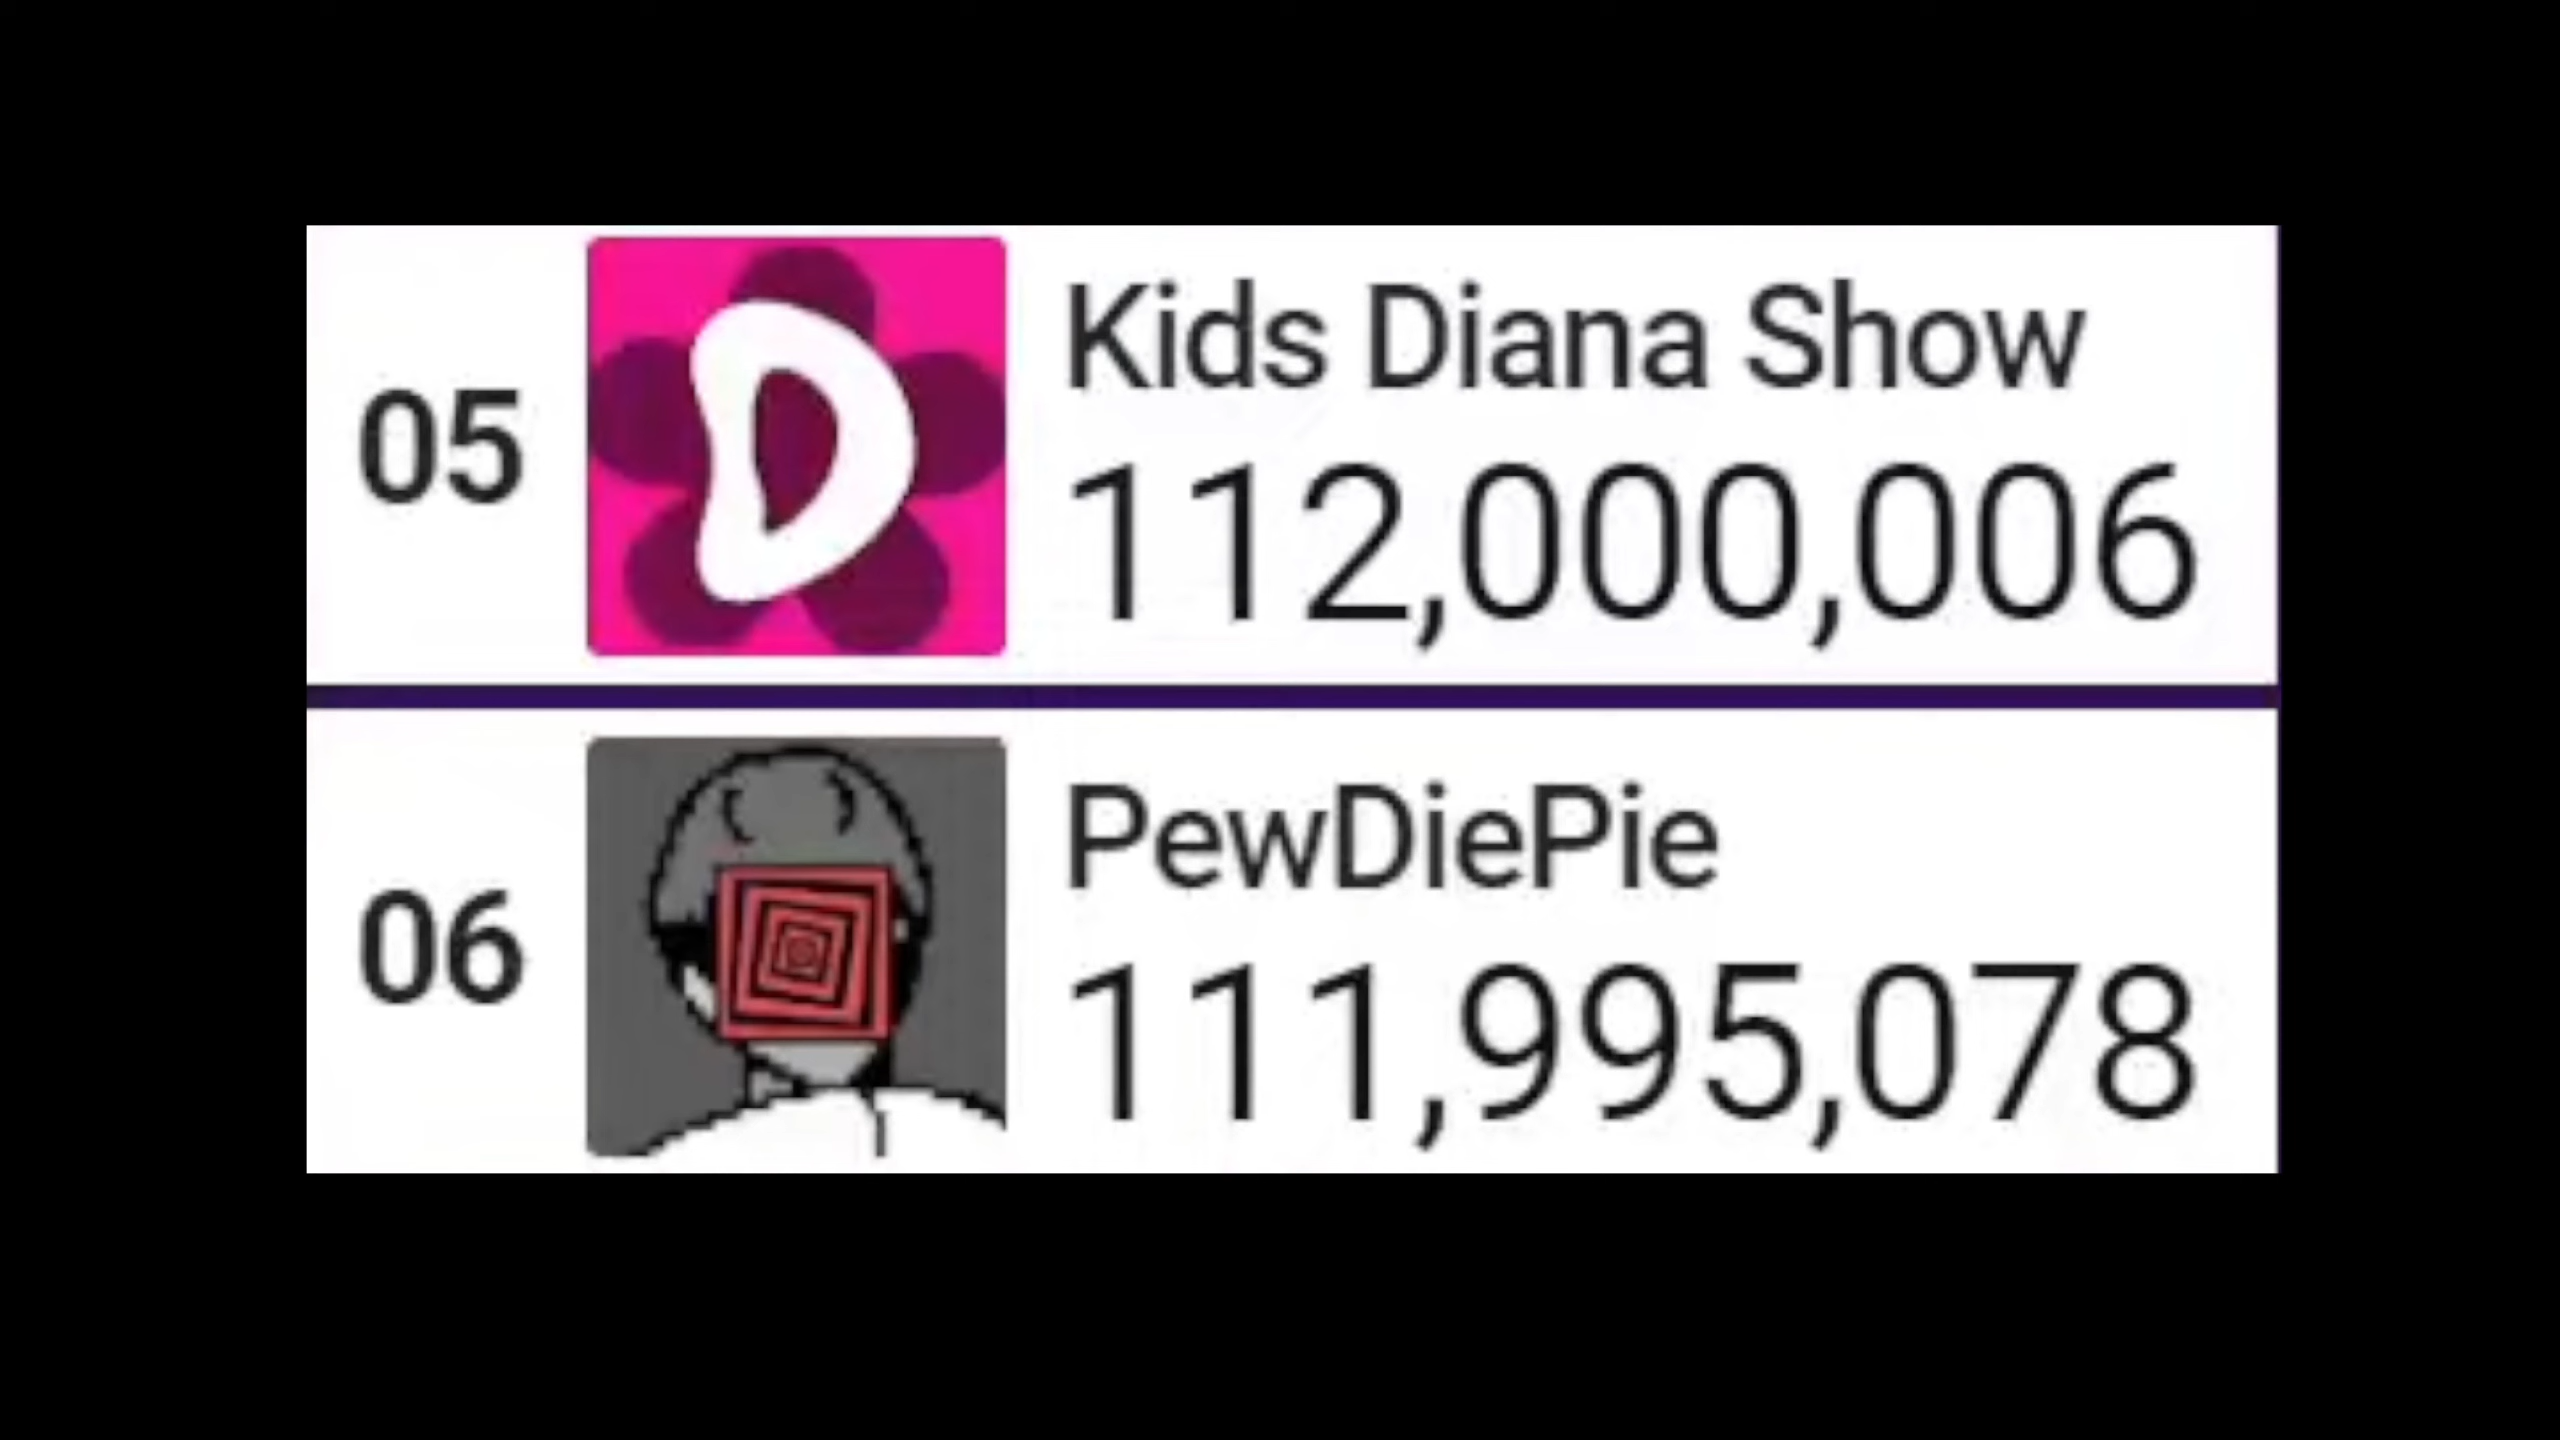 05
D
Kids Diana Show
112,000,006
06
PewDiePie
111,995,078